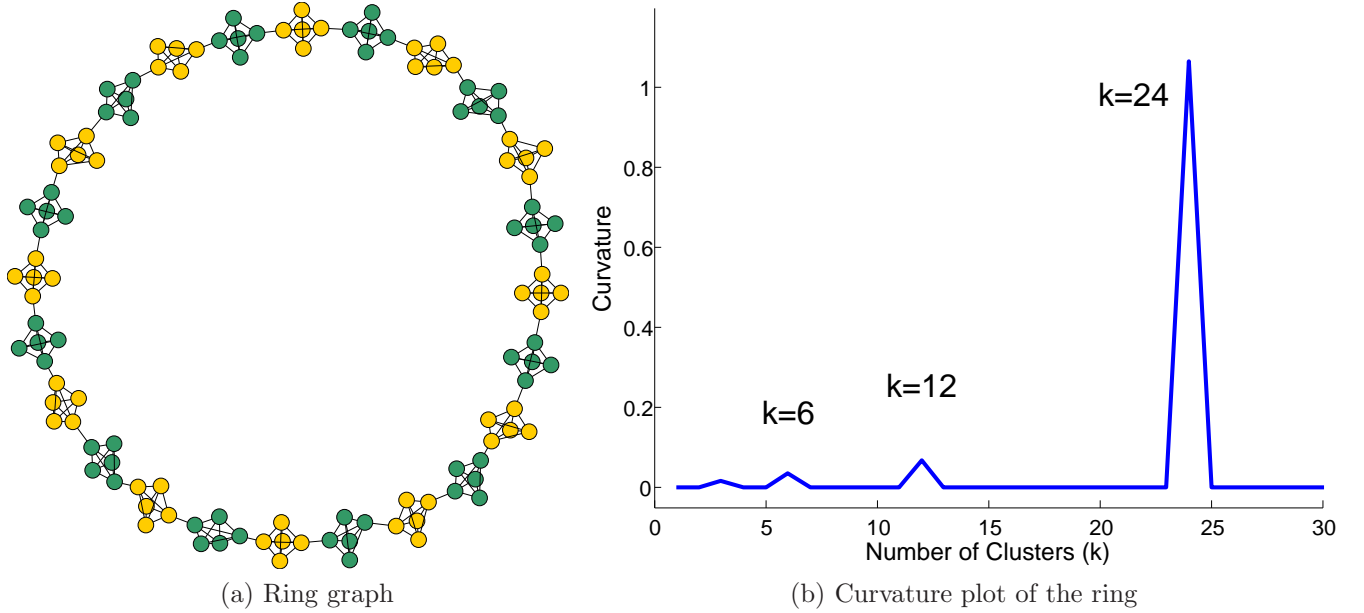 k=24
k=12
k=6
Curvature
1
0.8
0.6
0.4
0.2
0
0 5 10 15 20 25 30
Number of Clusters (k)
(a) Ring graph
(b) Curvature plot of the ring